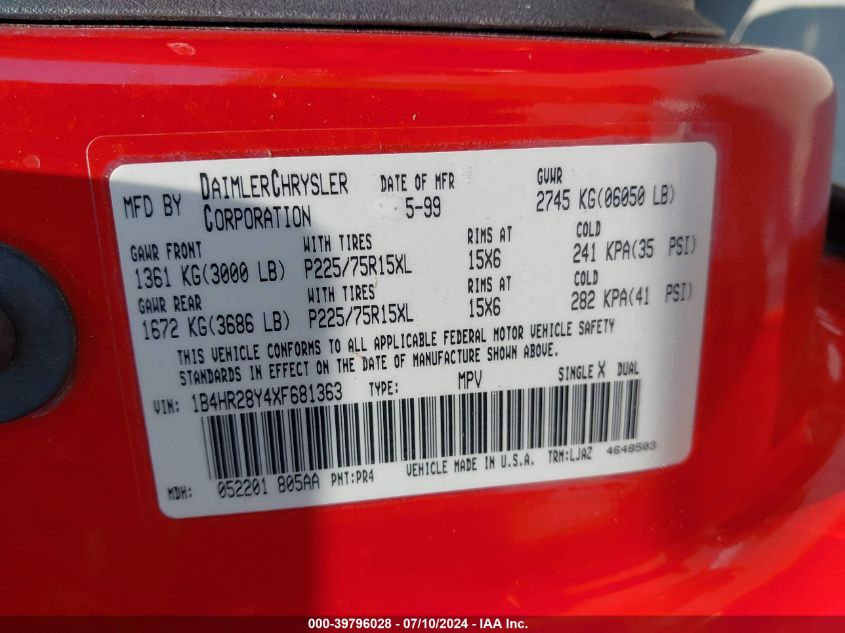 MFD BY DAIMLERCHRYSLER CORPORATION DATE OF MFR 5-99 GVWR 2745 KG(06050 LB)
GAWR FRONT WITH TIRES RIMS AT COLD
1361 KG(3000 LB) P225/75R15XL 15X6 241 KPA(35 PSI)
GAWR REAR WITH TIRES RIMS AT COLD
1672 KG(3686 LB) P225/75R15XL 15X6 282 KPA(41 PSI)
THIS VEHICLE CONFORMS TO ALL APPLICABLE FEDERAL MOTOR VEHICLE SAFETY
STANDARDS IN EFFECT ON THE DATE OF MANUFACTURE SHOWN ABOVE.
VIN: 1B4HR28Y4XF681363 TYPE: MPV SINGLE X DUAL
MDH: 052201 805AA PNT:PR4 VEHICLE MADE IN U.S.A. TRM:LJAZ 4648503
000-39796028 - 07/10/2024 - IAA Inc.